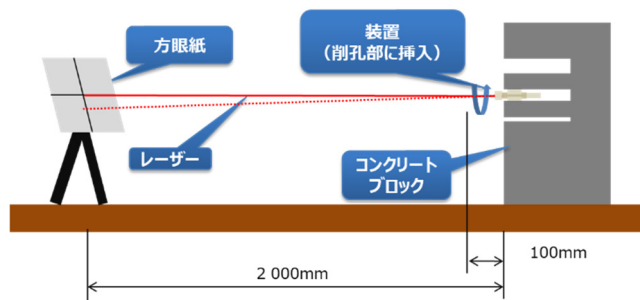 方眼紙
装置
(削孔部に挿入)
レーザー
コンクリート
ブロック
100mm
2 000mm